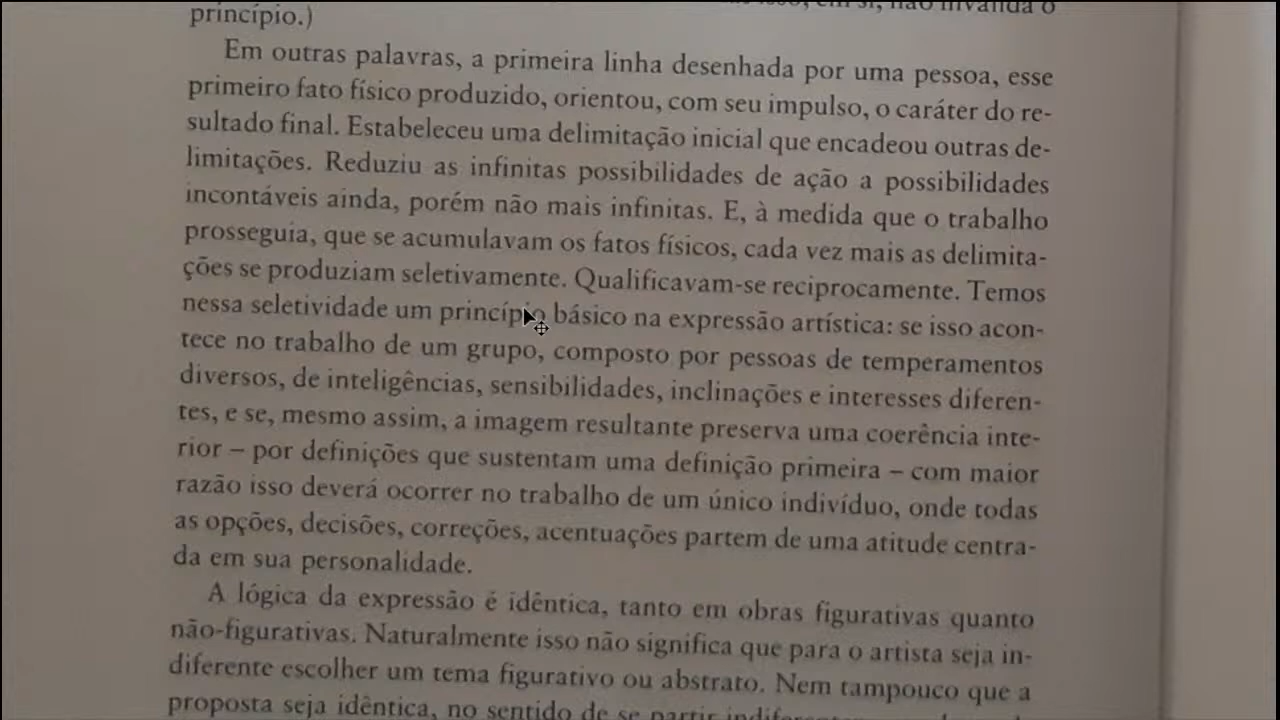 não invalida o
princípio.)
Em outras palavras, a primeira linha desenhada por uma pessoa, esse
primeiro fato físico produzido, orientou, com seu impulso, o caráter do re-
sultado final. Estabeleceu uma delimitação inicial que encadeou outras de-
limitações. Reduziu as infinitas possibilidades de ação a possibilidades
incontáveis ainda, porém não mais infinitas. E, à medida que o trabalho
prosseguia, que se acumulavam os fatos físicos, cada vez mais as delimita-
ções se produziam seletivamente. Qualificavam-se reciprocamente. Temos
nessa seletividade um princípio básico na expressão artística: se isso acon-
tece no trabalho de um grupo, composto por pessoas de temperamentos
diversos, de inteligências, sensibilidades, inclinações e interesses diferen-
tes, e se, mesmo assim, a imagem resultante preserva uma coerência inte-
rior – por definições que sustentam uma definição primeira – com maior
razão isso deverá ocorrer no trabalho de um único indivíduo, onde todas
as opções, decisões, correções, acentuações partem de uma atitude centra-
da em sua personalidade.
A lógica da expressão é idêntica, tanto em obras figurativas quanto
não-figurativas. Naturalmente isso não significa que para o artista seja in-
diferente escolher um tema figurativo ou abstrato. Nem tampouco que a
proposta seja idêntica, no sentido de se partir